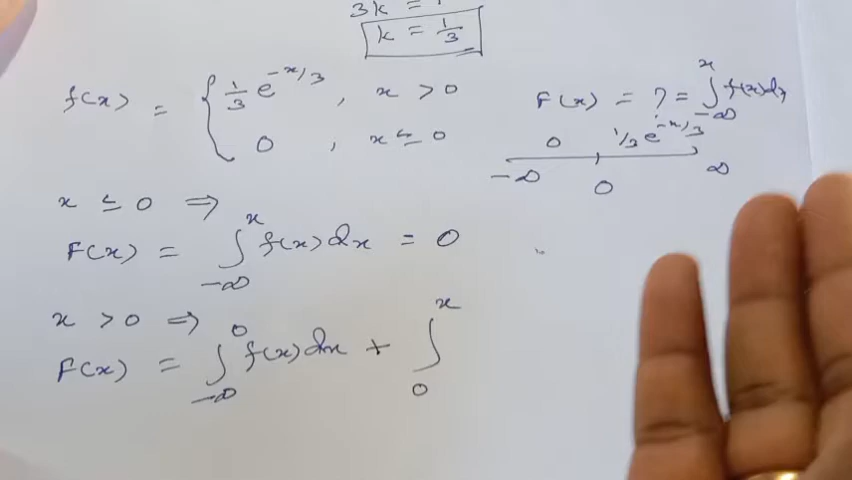 3k =
k = 1/3
f(x) = { 1/3 e^{-x/3}, x > 0
0 , x ≤ 0
F(x) = ? = ∫_{-∞}^{x} f(x)dx
0 1/3 e^{-x/3}
-∞ 0 ∞
x ≤ 0 ⇒
F(x) = ∫_{-∞}^{x} f(x) dx = 0
x > 0 ⇒
F(x) = ∫_{-∞}^{0} f(x) dx + ∫_{0}^{x}